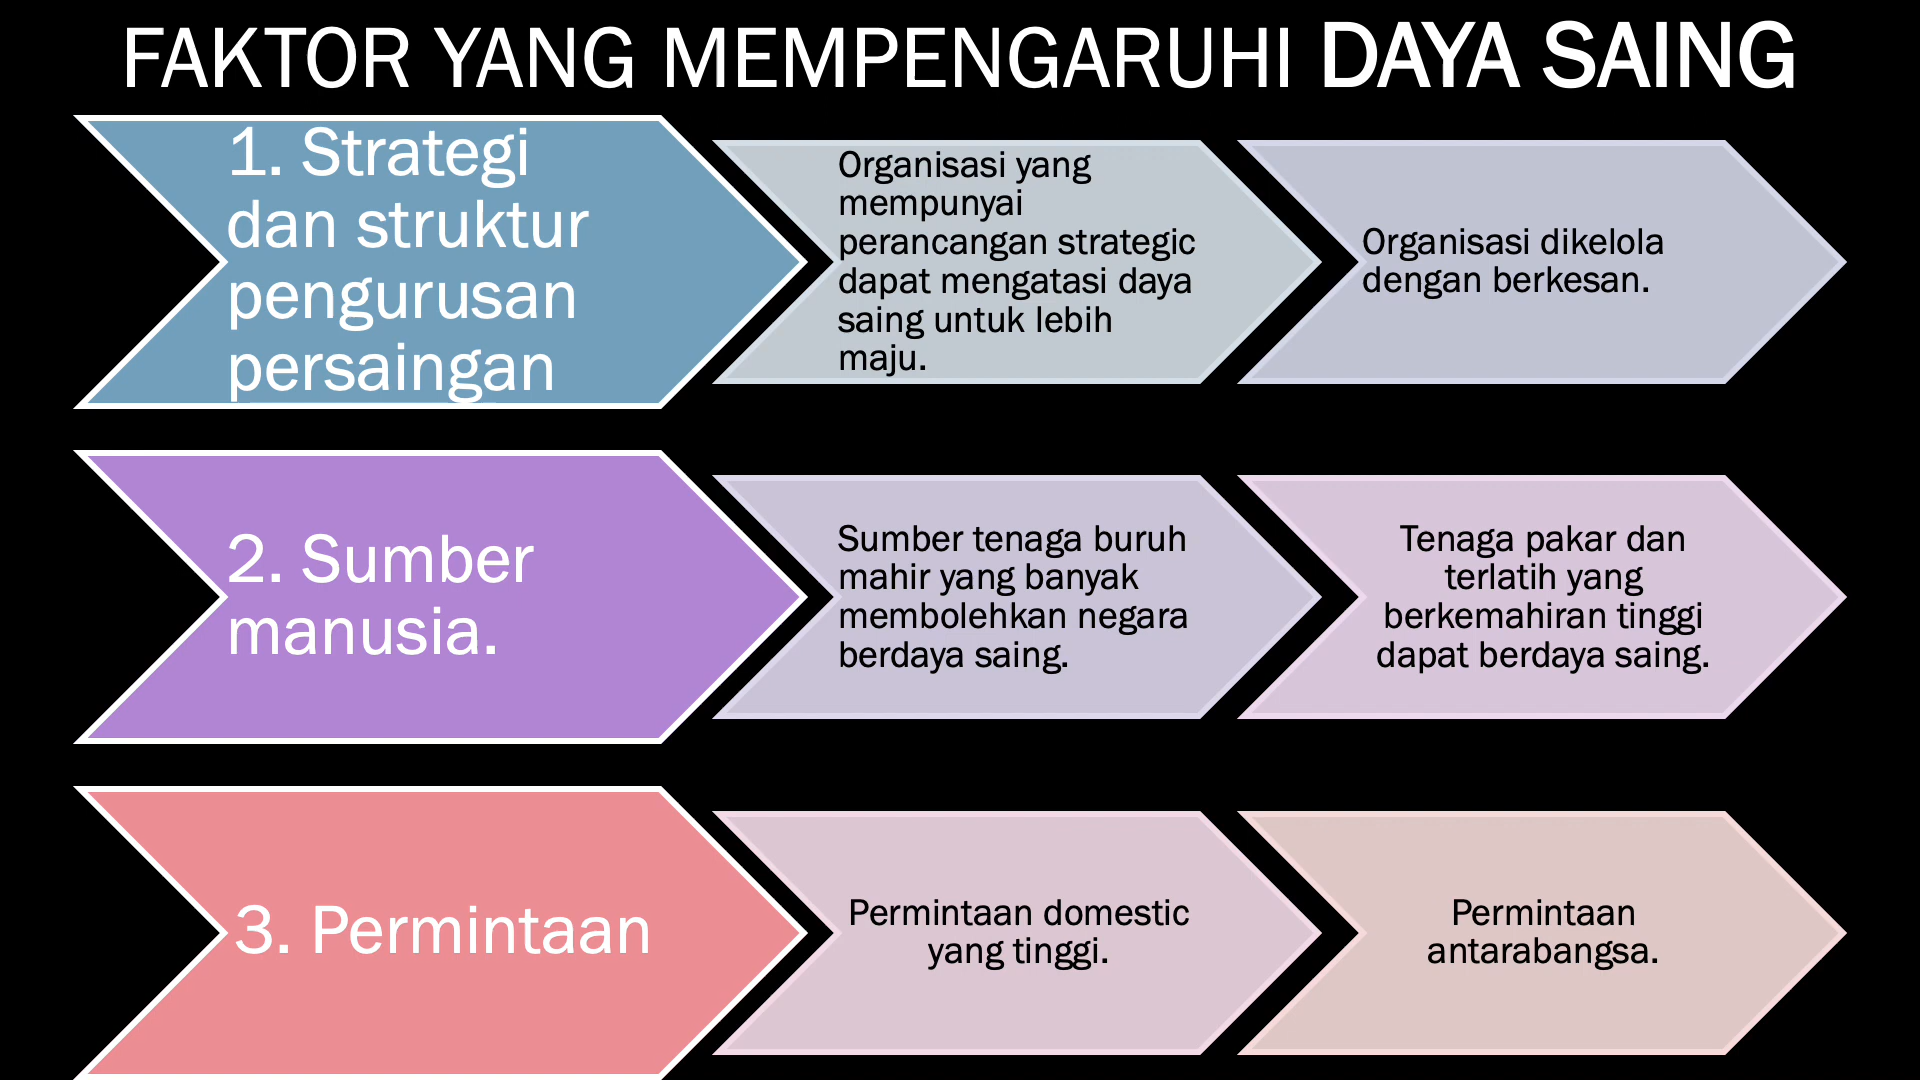 FAKTOR YANG MEMPENGARUHI DAYA SAING
1. Strategi
dan struktur
pengurusan
persaingan
Organisasi yang
mempunyai
perancangan strategic
dapat mengatasi daya
saing untuk lebih
maju.
Organisasi dikelola
dengan berkesan.
2. Sumber
manusia.
Sumber tenaga buruh
mahir yang banyak
membolehkan negara
berdaya saing.
Tenaga pakar dan
terlatih yang
berkemahiran tinggi
dapat berdaya saing.
3. Permintaan
Permintaan domestic
yang tinggi.
Permintaan
antarabangsa.